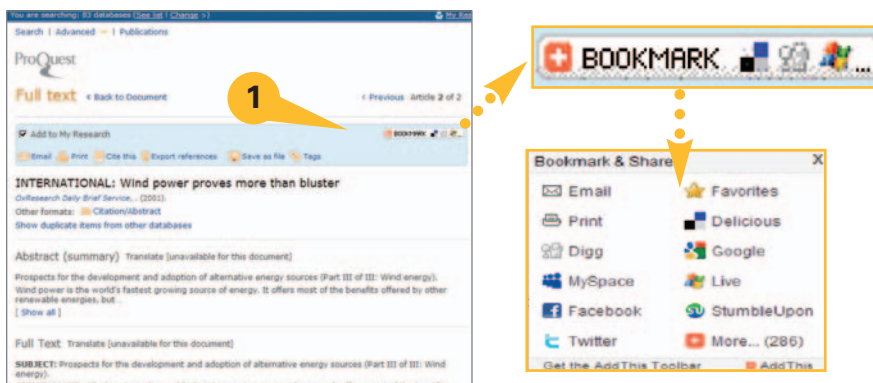 You are searching: 83 databases (See list | Change >)
Search | Advanced | Publications
ProQuest
Full text < Back to Document
< Previous Article 2 of 2
1
Add to My Research
BOOKMARK
Email Print Cite this Export references Save as file Tags
INTERNATIONAL: Wind power proves more than bluster
OxResearch Daily Brief Service, , (2001).
Other formats: Citation/Abstract
Show duplicate items from other databases
Abstract (summary) Translate [unavailable for this document]
Prospects for the development and adoption of alternative energy sources (Part III of III: Wind energy).
Wind power is the world's fastest growing source of energy. It offers most of the benefits offered by other
renewable energies, but
[ Show all ]
Full Text Translate [unavailable for this document]
SUBJECT: Prospects for the development and adoption of alternative energy sources (Part III of III: Wind
energy).
BOOKMARK ...
Bookmark & Share X
Email Favorites
Print Delicious
Digg Google
MySpace Live
Facebook StumbleUpon
Twitter More... (286)
Get the AddThis Toolbar AddThis